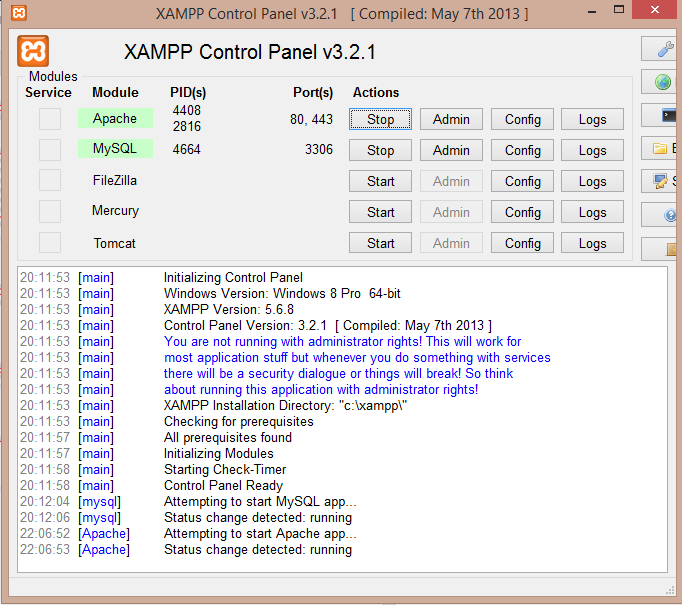 XAMPP Control Panel v3.2.1 [ Compiled: May 7th 2013 ]
XAMPP Control Panel v3.2.1
Modules
Service Module PID(s) Port(s) Actions
Apache 4408 2816 80, 443 Stop Admin Config Logs
MySQL 4664 3306 Stop Admin Config Logs
FileZilla Start Admin Config Logs
Mercury Start Admin Config Logs
Tomcat Start Admin Config Logs
20:11:53 [main] Initializing Control Panel
20:11:53 [main] Windows Version: Windows 8 Pro 64-bit
20:11:53 [main] XAMPP Version: 5.6.8
20:11:53 [main] Control Panel Version: 3.2.1 [ Compiled: May 7th 2013 ]
20:11:53 [main] You are not running with administrator rights! This will work for
20:11:53 [main] most application stuff but whenever you do something with services
20:11:53 [main] there will be a security dialogue or things will break! So think
20:11:53 [main] about running this application with administrator rights!
20:11:53 [main] XAMPP Installation Directory: "c:\xampp\"
20:11:53 [main] Checking for prerequisites
20:11:57 [main] All prerequisites found
20:11:57 [main] Initializing Modules
20:11:58 [main] Starting Check-Timer
20:11:58 [main] Control Panel Ready
20:12:04 [mysql] Attempting to start MySQL app...
20:12:06 [mysql] Status change detected: running
22:06:52 [Apache] Attempting to start Apache app...
22:06:53 [Apache] Status change detected: running